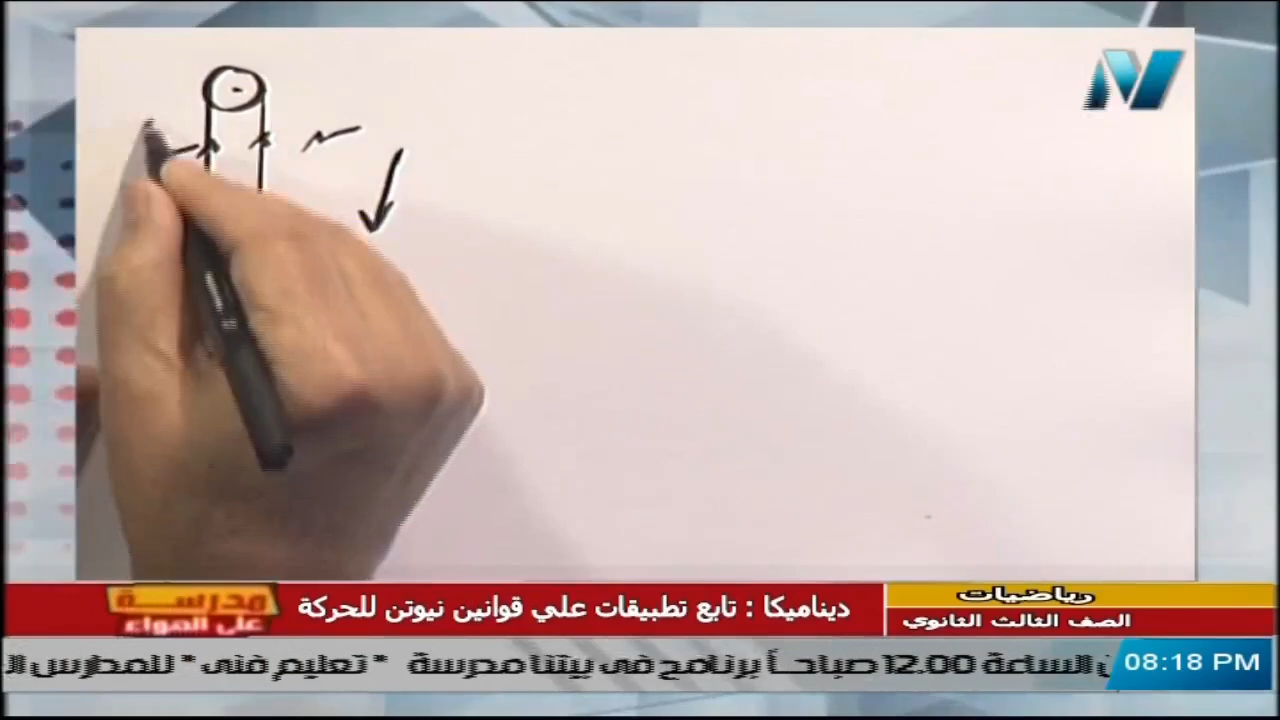 رياضيات
الصف الثالث الثانوي
ديناميكا : تابع تطبيقات علي قوانين نيوتن للحركة
مدرسة
على الهواء
08:18 PM
الساعة 12.00 صباحاً برنامج في بيتنا مدرسة * تعليم فنى * للمدارس